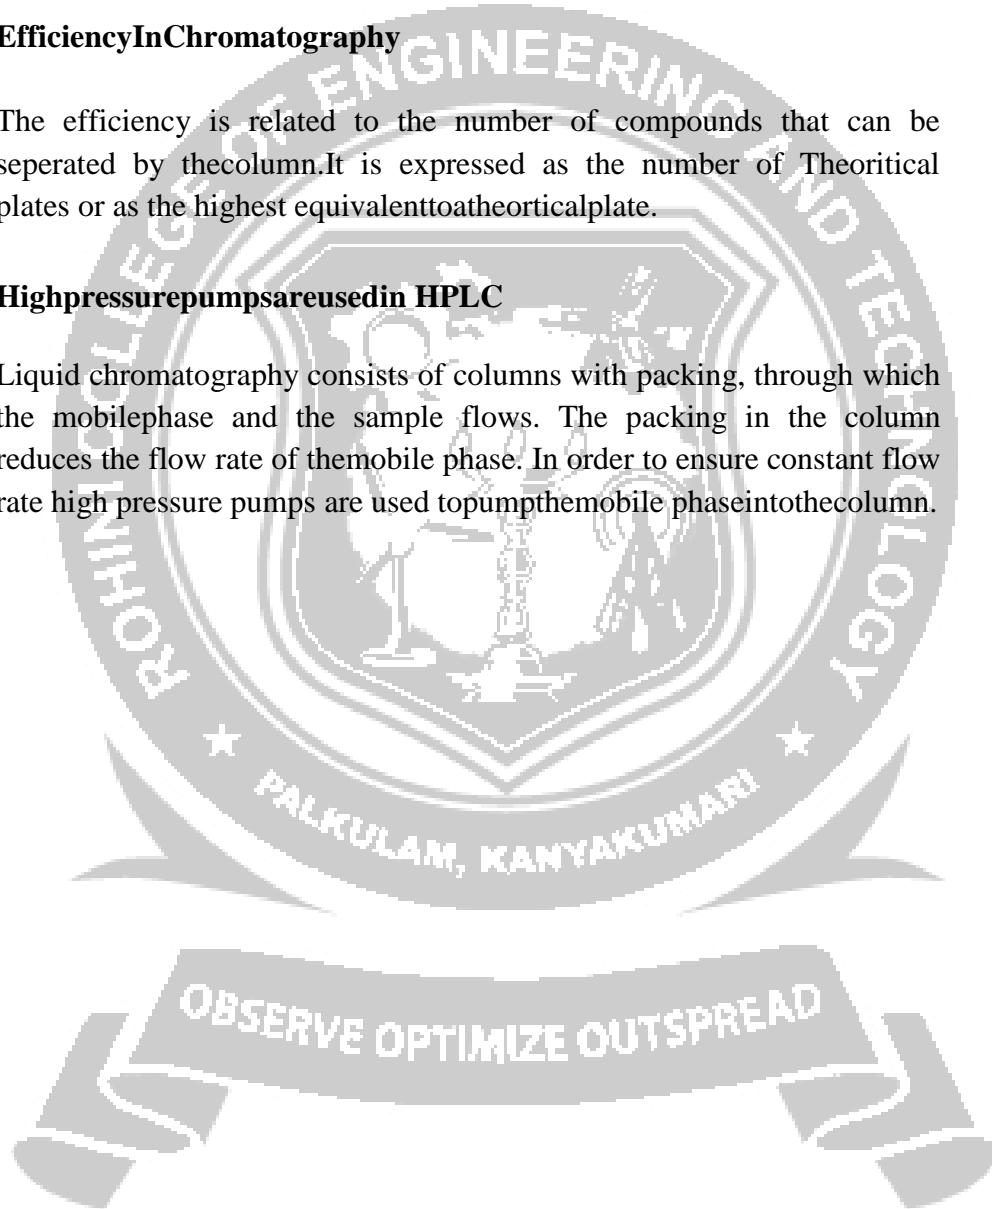 EfficiencyInChromatography
The efficiency is related to the number of compounds that can be
seperated by thecolumn.It is expressed as the number of Theoritical
plates or as the highest equivalenttoatheorticalplate.
Highpressurepumpsareusedin HPLC
Liquid chromatography consists of columns with packing, through which
the mobilephase and the sample flows. The packing in the column
reduces the flow rate of themobile phase. In order to ensure constant flow
rate high pressure pumps are used topumpthemobile phaseintothecolumn.
ROHINI COLLEGE OF ENGINEERING AND TECHNOLOGY
PALKULAM, KANYAKUMARI
OBSERVE OPTIMIZE OUTSPREAD